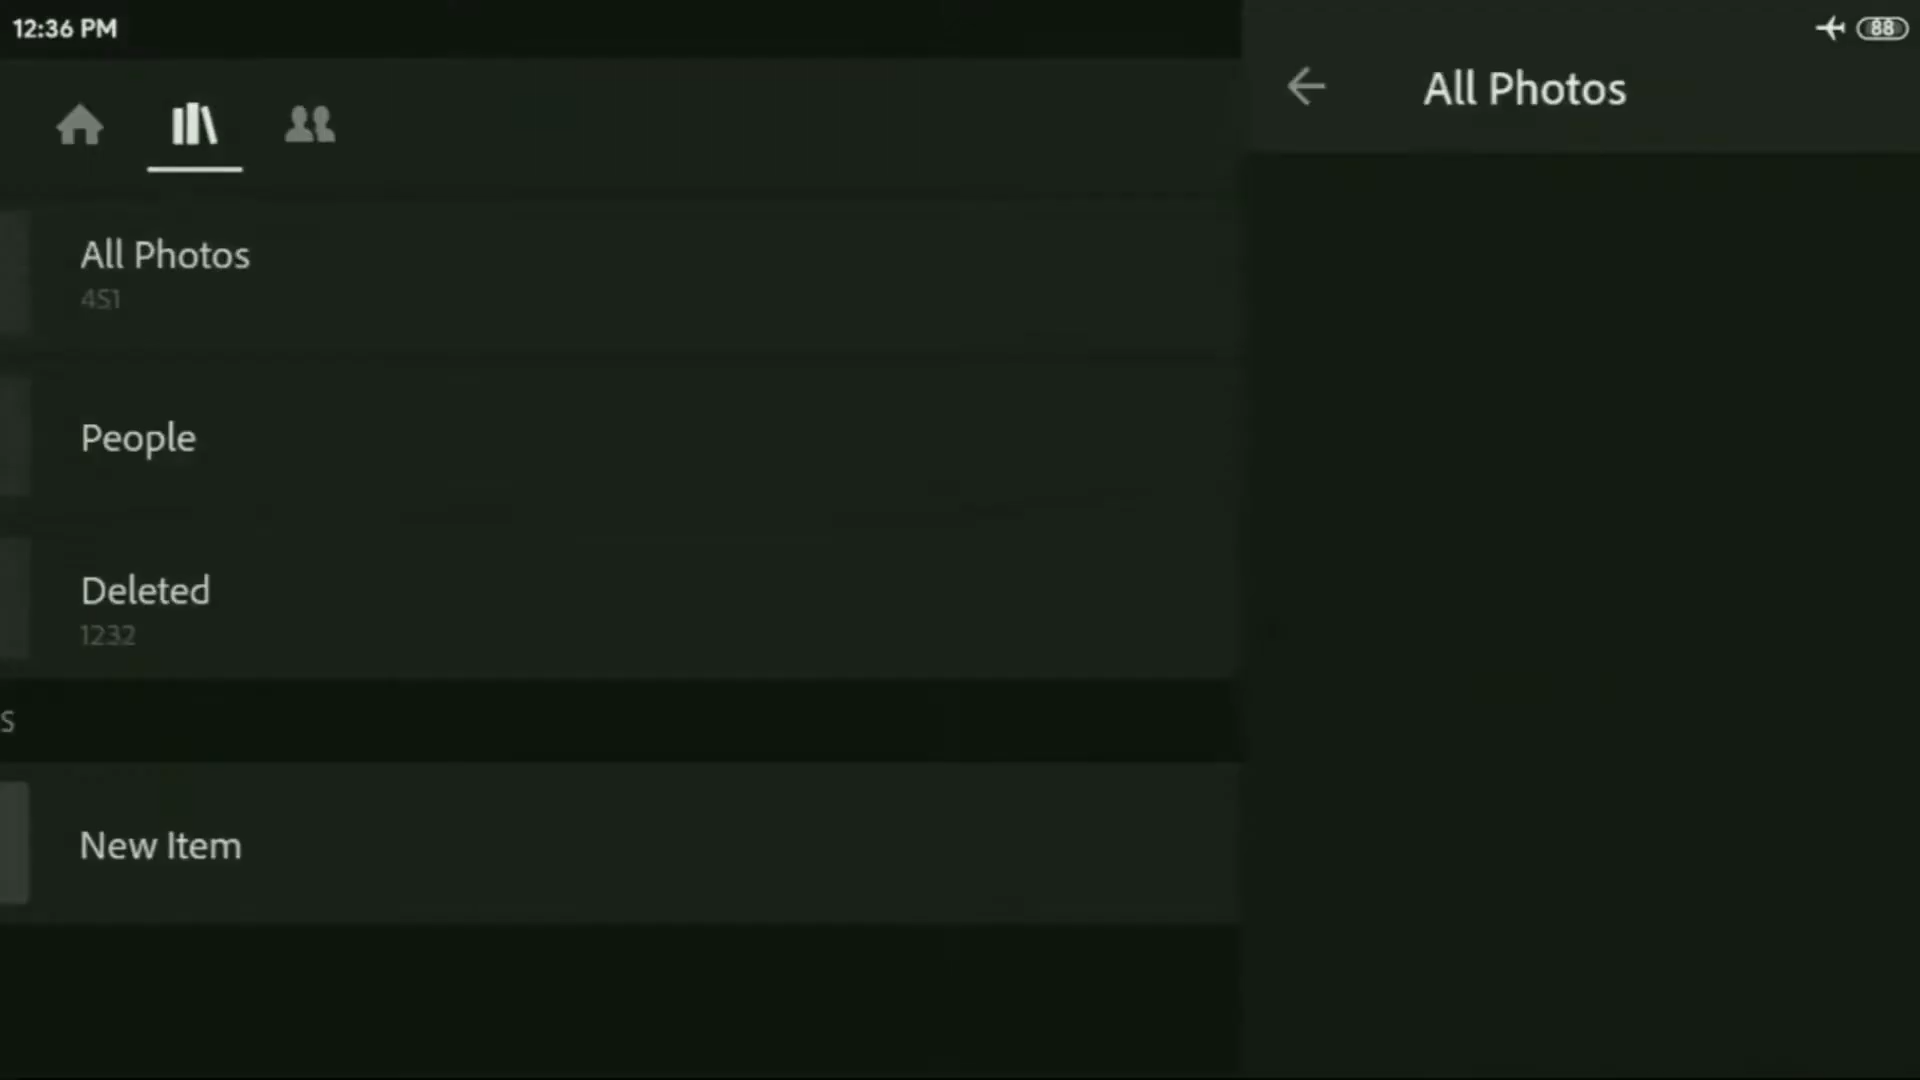 12:36 PM
88
All Photos
All Photos
451
People
Deleted
1232
S
New Item